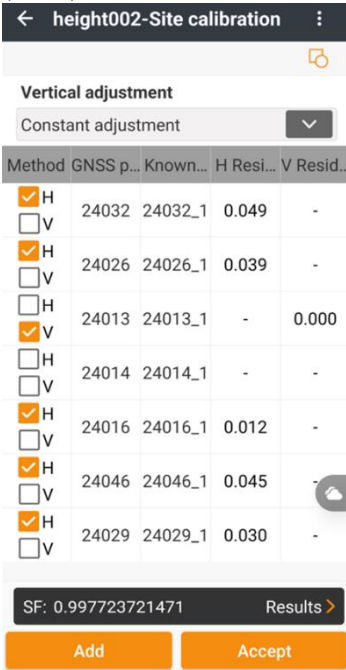 height002-Site calibration
Vertical adjustment
Constant adjustment
Method GNSS p... Known... H Resi... V Resid..
H
V
24032 24032_1 0.049 -
H
V
24026 24026_1 0.039 -
H
V
24013 24013_1 - 0.000
H
V
24014 24014_1 - -
H
V
24016 24016_1 0.012 -
H
V
24046 24046_1 0.045 -
H
V
24029 24029_1 0.030 -
SF: 0.997723721471 Results >
Add Accept